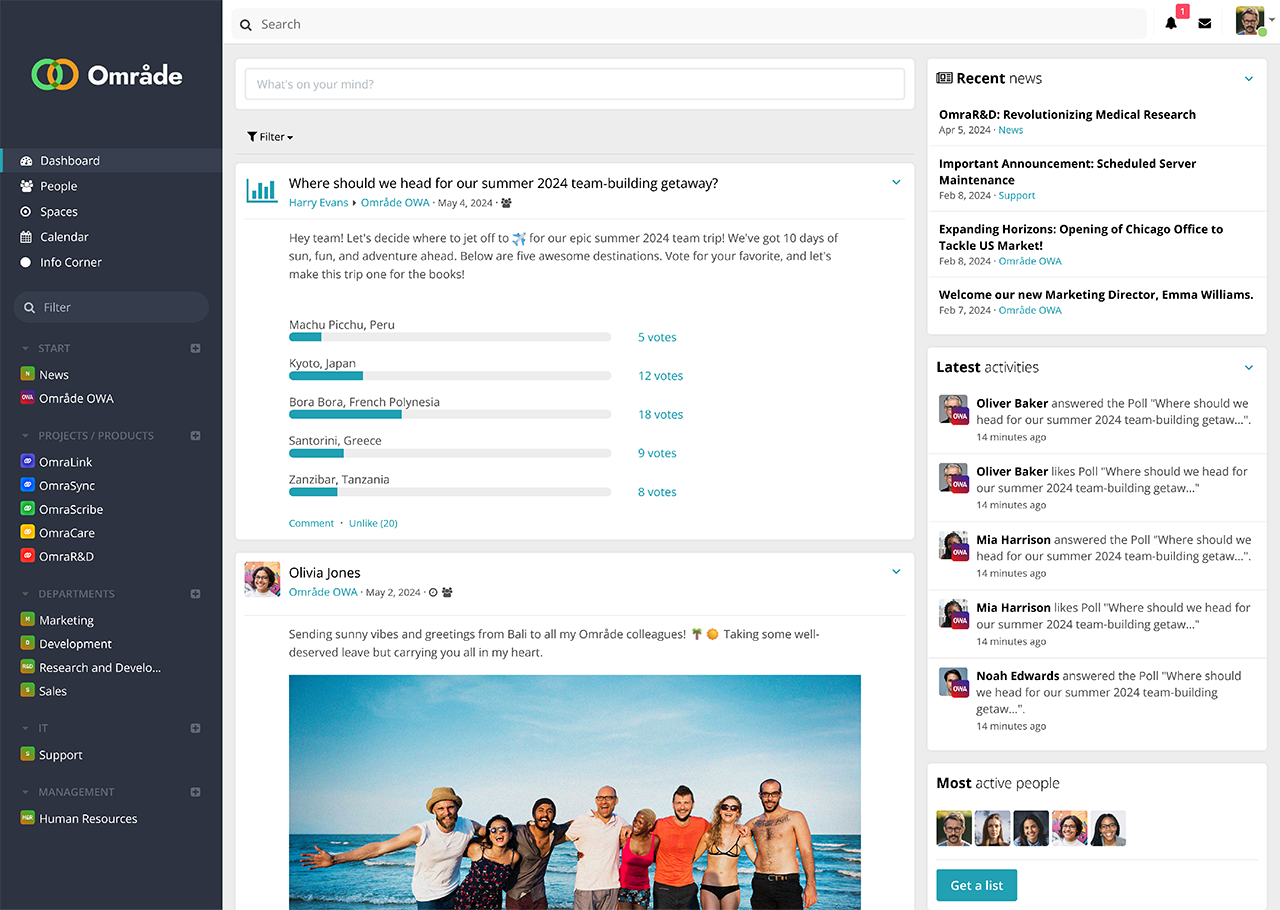 Område
Dashboard
People
Spaces
Calendar
Info Corner
Filter
START
N News
OWA Område OWA
PROJECTS / PRODUCTS
OmraLink
OmraSync
OmraScribe
OmraCare
OmraR&D
DEPARTMENTS
M Marketing
D Development
R&D Research and Develo...
S Sales
IT
S Support
MANAGEMENT
Human Resources
Search
1
What's on your mind?
Filter
Where should we head for our summer 2024 team-building getaway?
Harry Evans Område OWA · May 4, 2024 ·
Hey team! Let's decide where to jet off to ✈️ for our epic summer 2024 team trip! We've got 10 days of
sun, fun, and adventure ahead. Below are five awesome destinations. Vote for your favorite, and let's
make this trip one for the books!
Machu Picchu, Peru
5 votes
Kyoto, Japan
12 votes
Bora Bora, French Polynesia
18 votes
Santorini, Greece
9 votes
Zanzibar, Tanzania
8 votes
Comment · Unlike (20)
Olivia Jones
Område OWA · May 2, 2024 ·
Sending sunny vibes and greetings from Bali to all my Område colleagues! 🌴 🌞 Taking some well-
deserved leave but carrying you all in my heart.
Recent news
OmraR&D: Revolutionizing Medical Research
Apr 5, 2024 · News
Important Announcement: Scheduled Server
Maintenance
Feb 8, 2024 · Support
Expanding Horizons: Opening of Chicago Office to
Tackle US Market!
Feb 8, 2024 · Område OWA
Welcome our new Marketing Director, Emma Williams.
Feb 7, 2024 · Område OWA
Latest activities
OWA
Oliver Baker answered the Poll "Where should we
head for our summer 2024 team-building getaw...".
14 minutes ago
OWA
Oliver Baker likes Poll "Where should we head for
our summer 2024 team-building getaw..."
14 minutes ago
OWA
Mia Harrison answered the Poll "Where should we
head for our summer 2024 team-building getaw...".
14 minutes ago
OWA
Mia Harrison likes Poll "Where should we head for
our summer 2024 team-building getaw..."
14 minutes ago
OWA
Noah Edwards answered the Poll "Where should
we head for our summer 2024 team-building
getaw...".
14 minutes ago
Most active people
Get a list